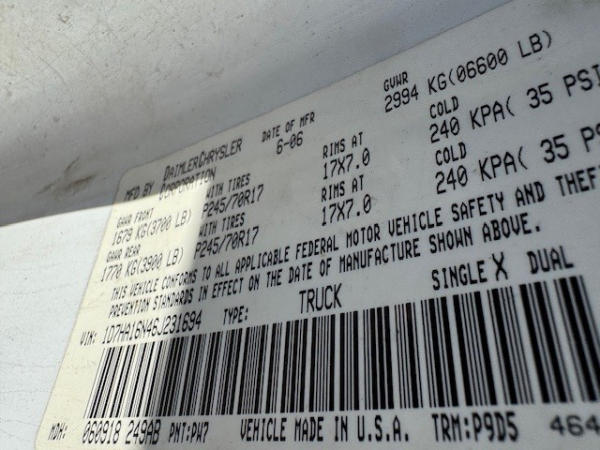 MFD BY DAIMLERCHRYSLER CORPORATION DATE OF MFR 6-06 GVWR 2994 KG(06600 LB)
GAWR FRONT WITH TIRES RIMS AT COLD
1679 KG(3700 LB) P245/70R17 17X7.0 240 KPA( 35 PSI
GAWR REAR WITH TIRES RIMS AT COLD
1770 KG(3900 LB) P245/70R17 17X7.0 240 KPA( 35 PS
THIS VEHICLE CONFORMS TO ALL APPLICABLE FEDERAL MOTOR VEHICLE SAFETY AND THEF
PREVENTION STANDARDS IN EFFECT ON THE DATE OF MANUFACTURE SHOWN ABOVE.
VIN: 1D7HA16N46J231694 TYPE: TRUCK SINGLE X DUAL
MDH: 060918 249AB PNT:PW7 VEHICLE MADE IN U.S.A. TRM:P9D5 464